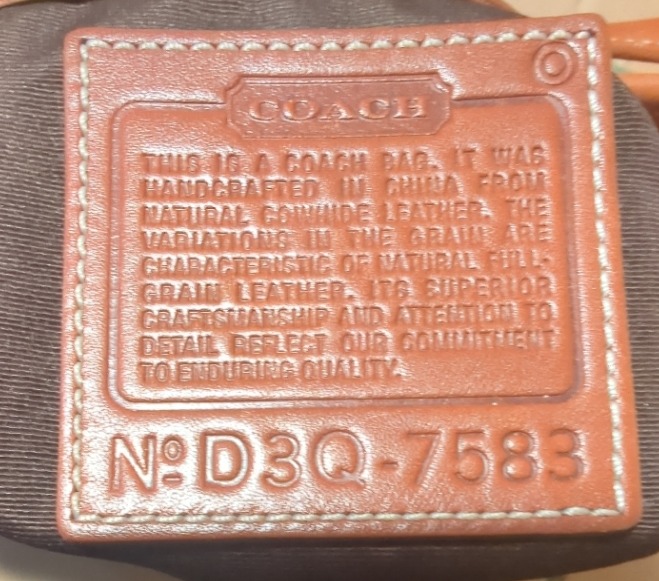 COACH
THIS IS A COACH BAG. IT WAS
HANDCRAFTED IN CHINA FROM
NATURAL COWHIDE LEATHER. THE
VARIATIONS IN THE GRAIN ARE
CHARACTERISTIC OF NATURAL FULL-
GRAIN LEATHER. ITS SUPERIOR
CRAFTSMANSHIP AND ATTENTION TO
DETAIL REFLECT OUR COMMITMENT
TO ENDURING QUALITY.
Nº D3Q-7583